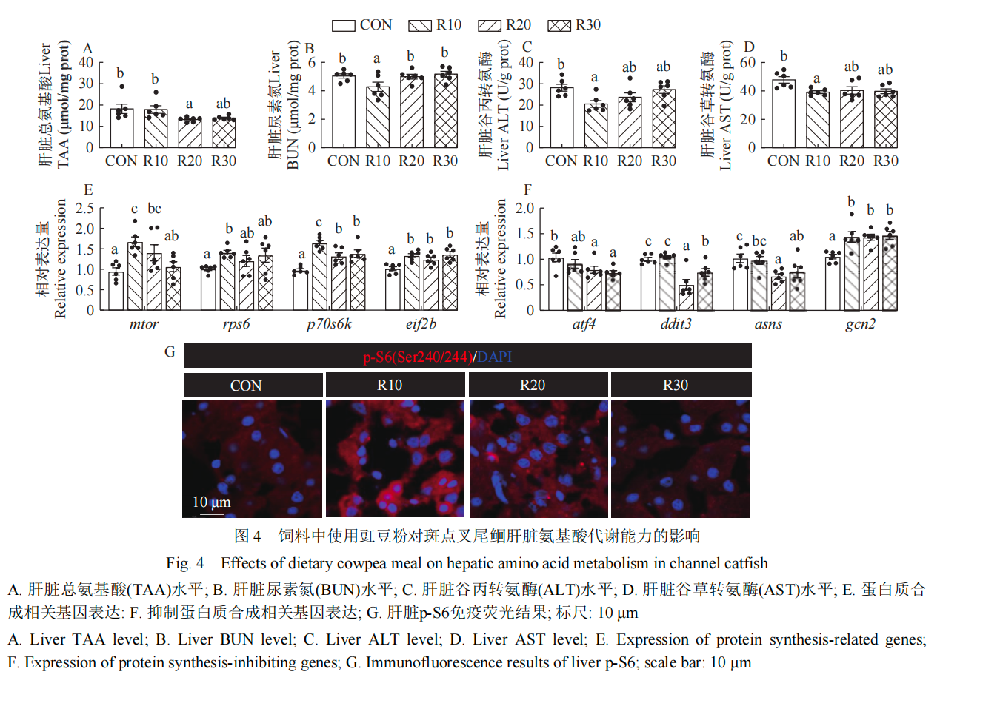 CON R10 R20 R30
A
肝脏总氨基酸Liver
TAA (μmol/mg prot)
40
30
20
10
0
b b a ab
CON R10 R20 R30
B
肝脏尿素氮Liver
BUN (μmol/mg prot)
6
4
2
0
b a b b
CON R10 R20 R30
C
肝脏谷丙转氨酶
Liver ALT (U/g prot)
40
30
20
10
0
b a ab ab
CON R10 R20 R30
D
肝脏谷草转氨酶
Liver AST (U/g prot)
60
40
20
0
b a ab ab
CON R10 R20 R30
E
相对表达量
Relative expression
2.5
2.0
1.5
1.0
0.5
0
a c bc ab
a b ab ab
a c b b
a b b b
mtor rps6 p70s6k eif2b
F
相对表达量
Relative expression
2.0
1.5
1.0
0.5
0
b ab a a
c c a b
c bc a ab
a b b b
atf4 ddit3 asns gcn2
G
p-S6(Ser240/244)/DAPI
CON R10 R20 R30
10 μm
图 4 饲料中使用豇豆粉对斑点叉尾鮰肝脏氨基酸代谢能力的影响
Fig. 4 Effects of dietary cowpea meal on hepatic amino acid metabolism in channel catfish
A. 肝脏总氨基酸(TAA)水平; B. 肝脏尿素氮(BUN)水平; C. 肝脏谷丙转氨酶(ALT)水平; D. 肝脏谷草转氨酶(AST)水平; E. 蛋白质合
成相关基因表达: F. 抑制蛋白质合成相关基因表达; G. 肝脏p-S6免疫荧光结果; 标尺: 10 μm
A. Liver TAA level; B. Liver BUN level; C. Liver ALT level; D. Liver AST level; E. Expression of protein synthesis-related genes;
F. Expression of protein synthesis-inhibiting genes; G. Immunofluorescence results of liver p-S6; scale bar: 10 μm